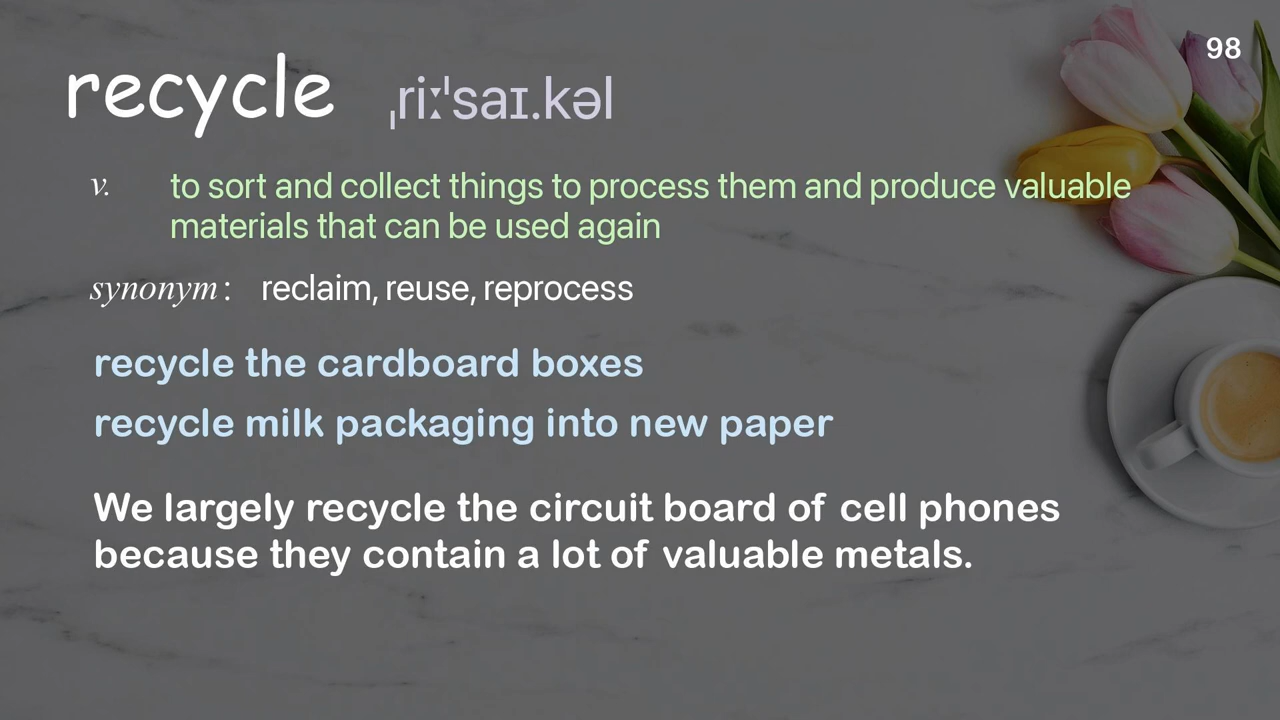 98
recycle ˌriːˈsaɪ.kəl
v. to sort and collect things to process them and produce valuable
materials that can be used again
synonym: reclaim, reuse, reprocess
recycle the cardboard boxes
recycle milk packaging into new paper
We largely recycle the circuit board of cell phones
because they contain a lot of valuable metals.